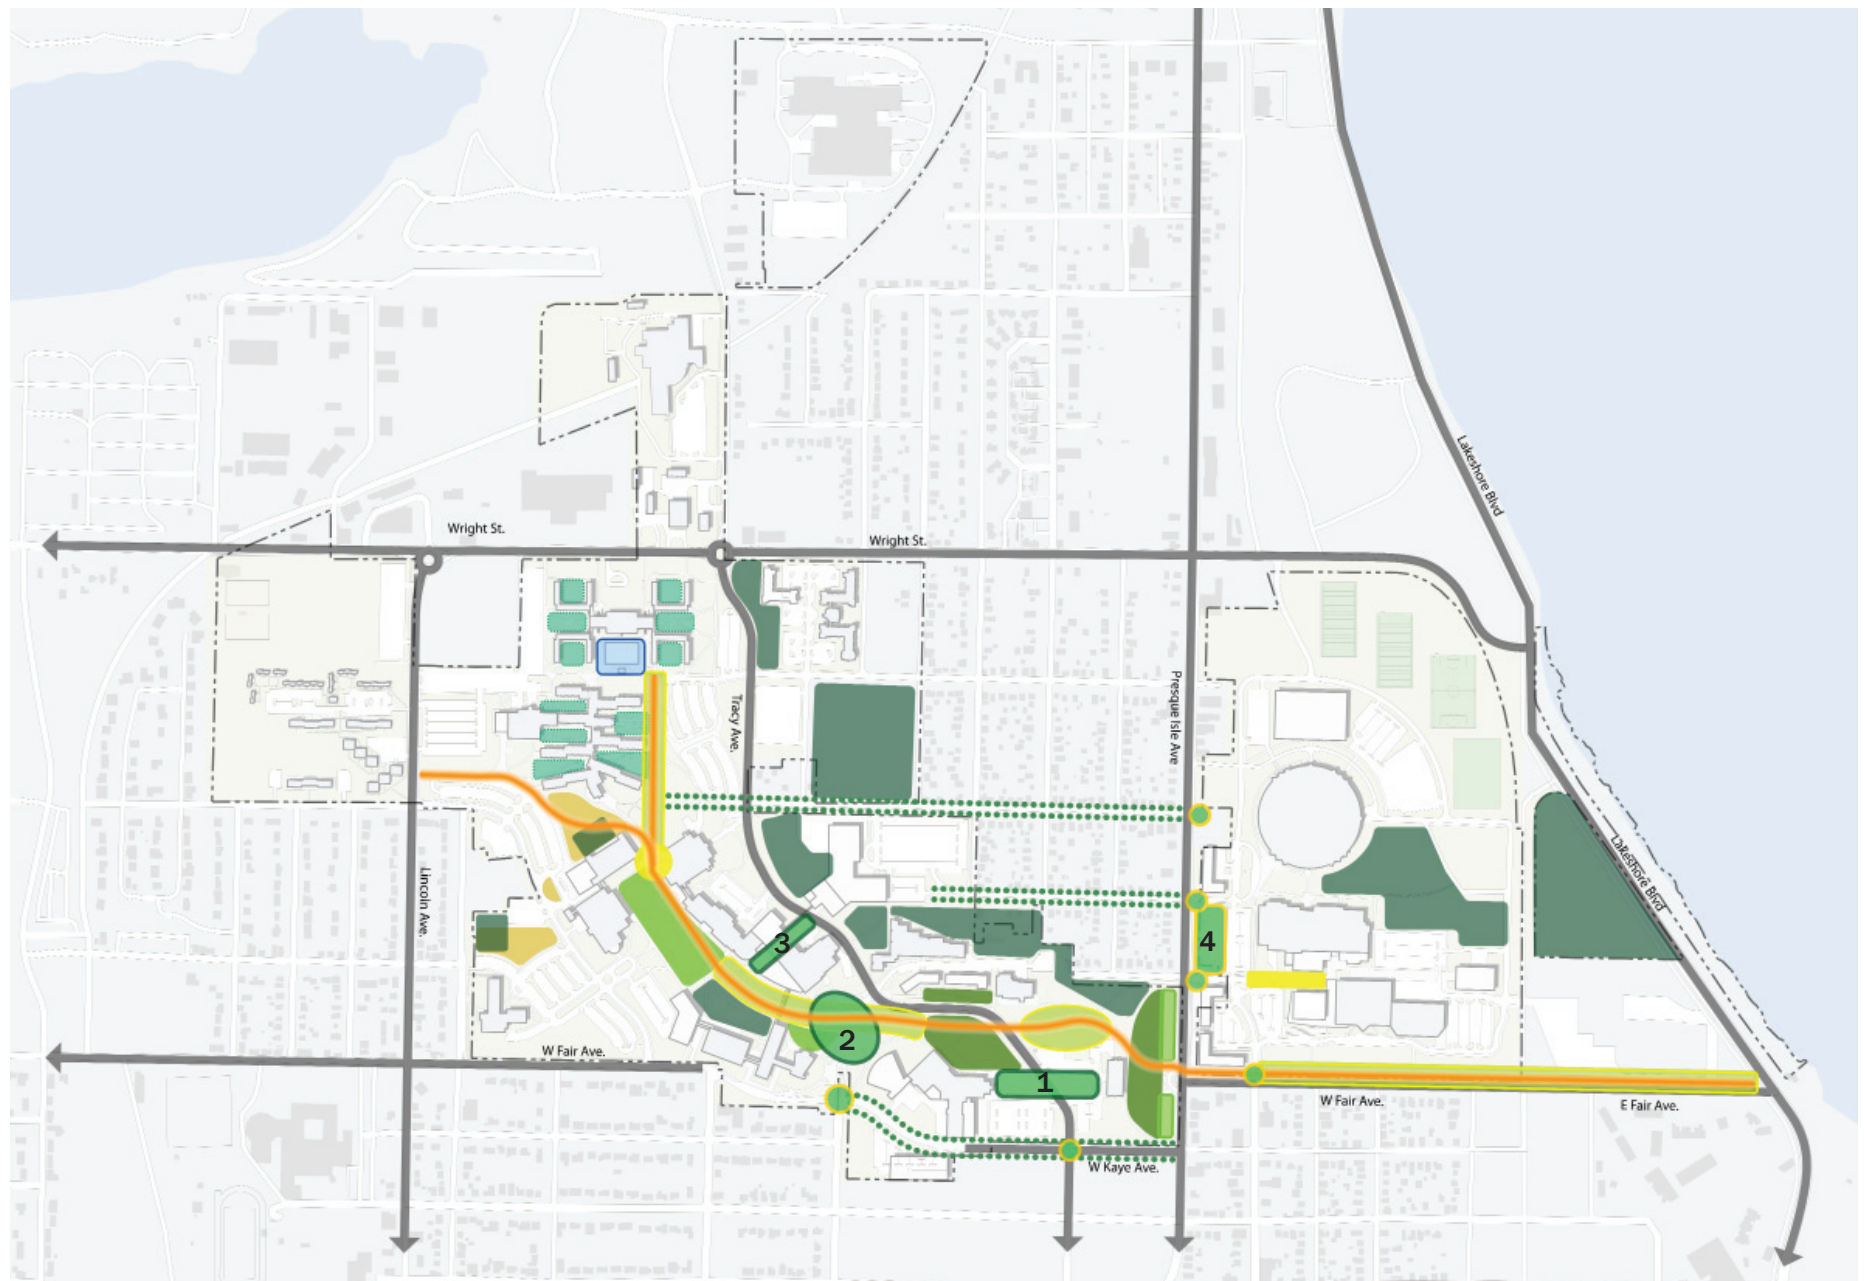 Lakeshore Blvd
Wright St.
Wright St.
Tracy Ave.
Presque Isle Ave
Lakeshore Blvd
Lincoln Ave.
3
4
2
W Fair Ave.
1
W Fair Ave.
E Fair Ave.
W Kaye Ave.